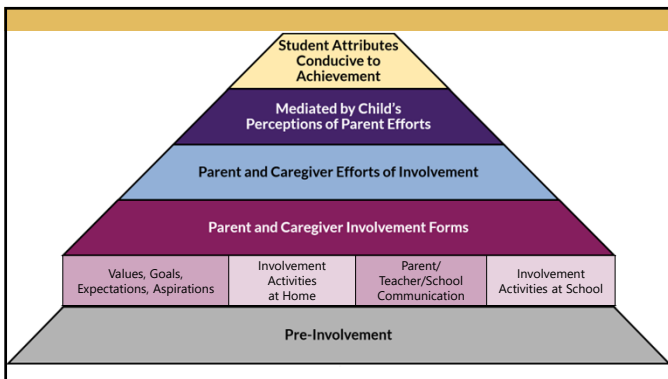 Student Attributes
Conducive to
Achievement
Mediated by Child's
Perceptions of Parent Efforts
Parent and Caregiver Efforts of Involvement
Parent and Caregiver Involvement Forms
Values, Goals,
Expectations, Aspirations
Involvement
Activities
at Home
Parent/
Teacher/School
Communication
Involvement
Activities at School
Pre-Involvement